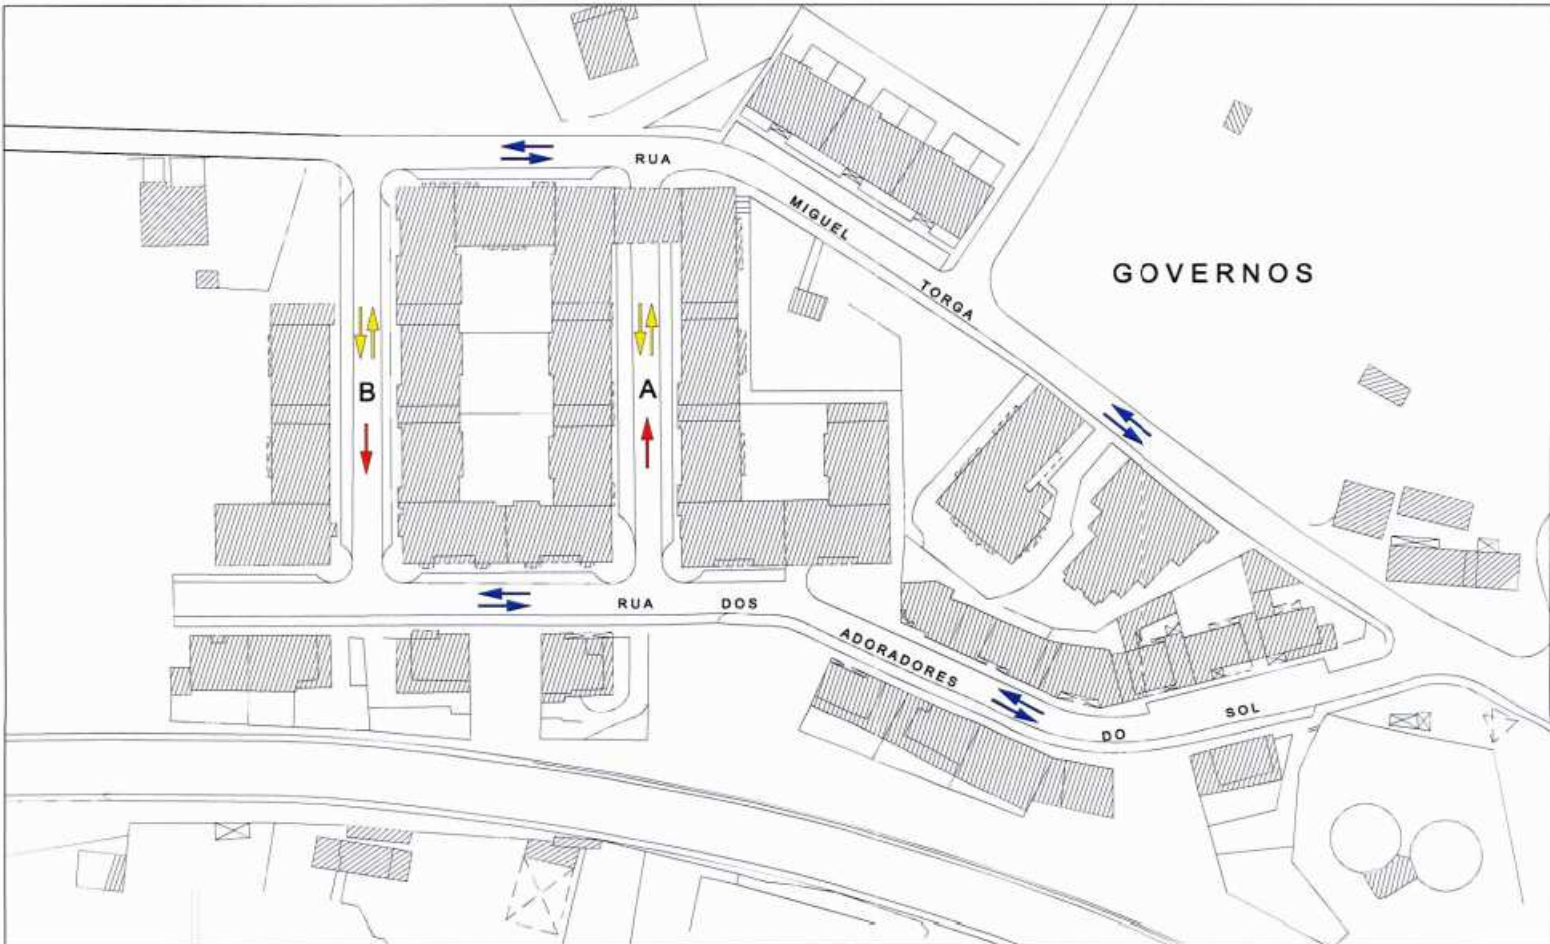 RUA MIGUEL TORGA
GOVERNOS
B
A
RUA DOS ADORADORES DO SOL